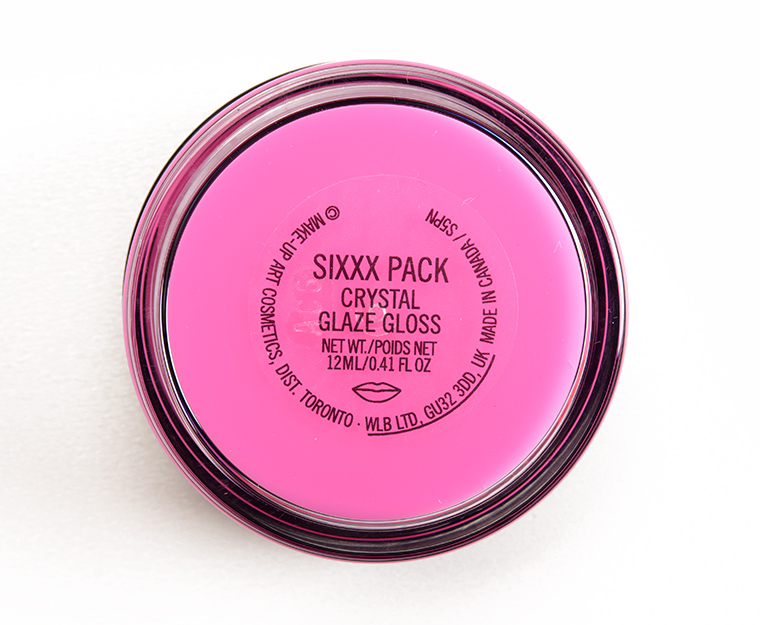 SIXXX PACK
CRYSTAL
GLAZE GLOSS
NET WT./POIDS NET
12ML/0.41 FL OZ
© MAKE-UP ART COSMETICS, DIST. TORONTO · WLB LTD, GU32 3DD, UK MADE IN CANADA / S5PN